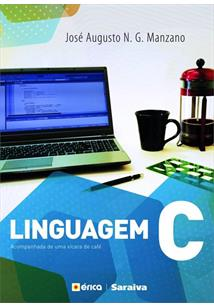 José Augusto N. G. Manzano
LINGUAGEM C
Acompanhada de uma xícara de café
érica | Saraiva